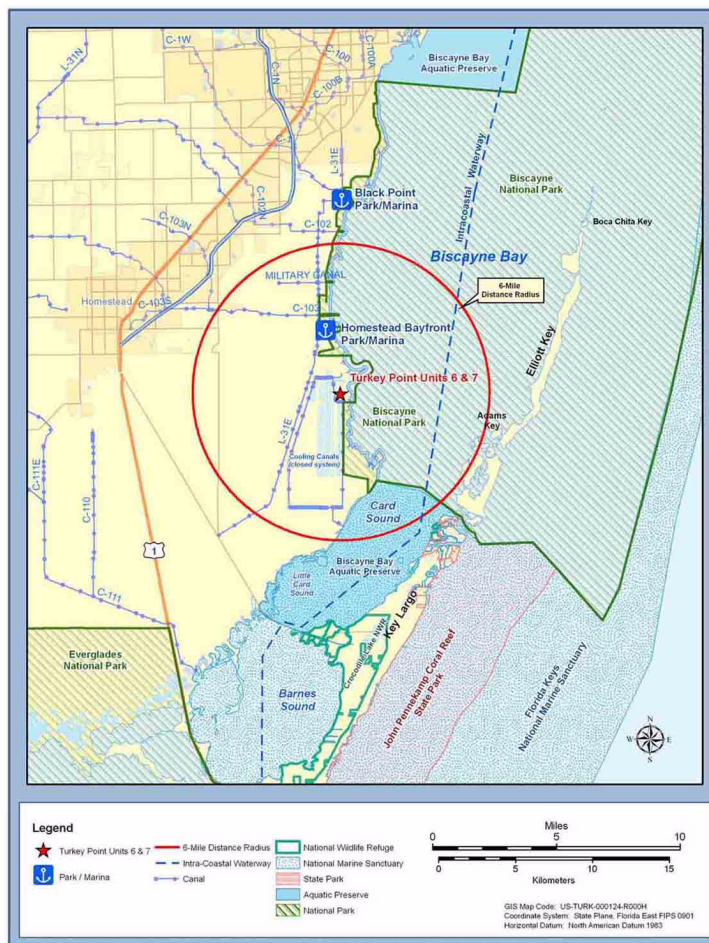 L-31N
C-1W
C-1N
C-100
C-100A
C-100B
C-1
L-31E
Biscayne Bay
Aquatic Preserve
Intracoastal Waterway
Biscayne
National Park
Black Point
Park/Marina
Boca Chita Key
C-102N
C-103N
C-102
Biscayne Bay
MILITARY CANAL
6-Mile
Distance Radius
Homestead
C-103S
C-103
Homestead Bayfront
Park/Marina
Elliott Key
Turkey Point Units 6 & 7
Biscayne
National Park
Adams
Key
L-31E
Cooling Canals
(closed system)
C-111E
C-110
Card
Sound
1
Biscayne Bay
Aquatic Preserve
Little
Card
Sound
C-111
Key Largo
Crocodile Lake NWR
Everglades
National Park
Barnes
Sound
John Pennekamp Coral Reef
State Park
Florida Keys
National Marine Sanctuary
N
W
E
S
Legend
Turkey Point Units 6 & 7
Park / Marina
6-Mile Distance Radius
Intra-Coastal Waterway
Canal
National Wildlife Refuge
National Marine Sanctuary
State Park
Aquatic Preserve
National Park
Miles
0 5 10
0 5 10 15
Kilometers
GIS Map Code: US-TURK-000124-R000H
Coordinate System: State Plane, Florida East FIPS 0901
Horizontal Datum: North American Datum 1983